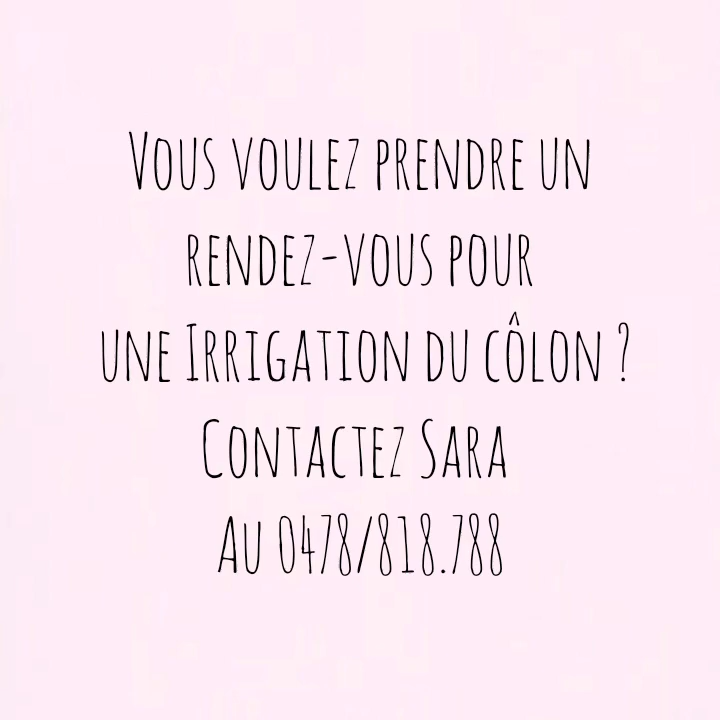 Vous voulez prendre un
rendez-vous pour
une Irrigation du côlon ?
Contactez Sara
Au 0478/818.788